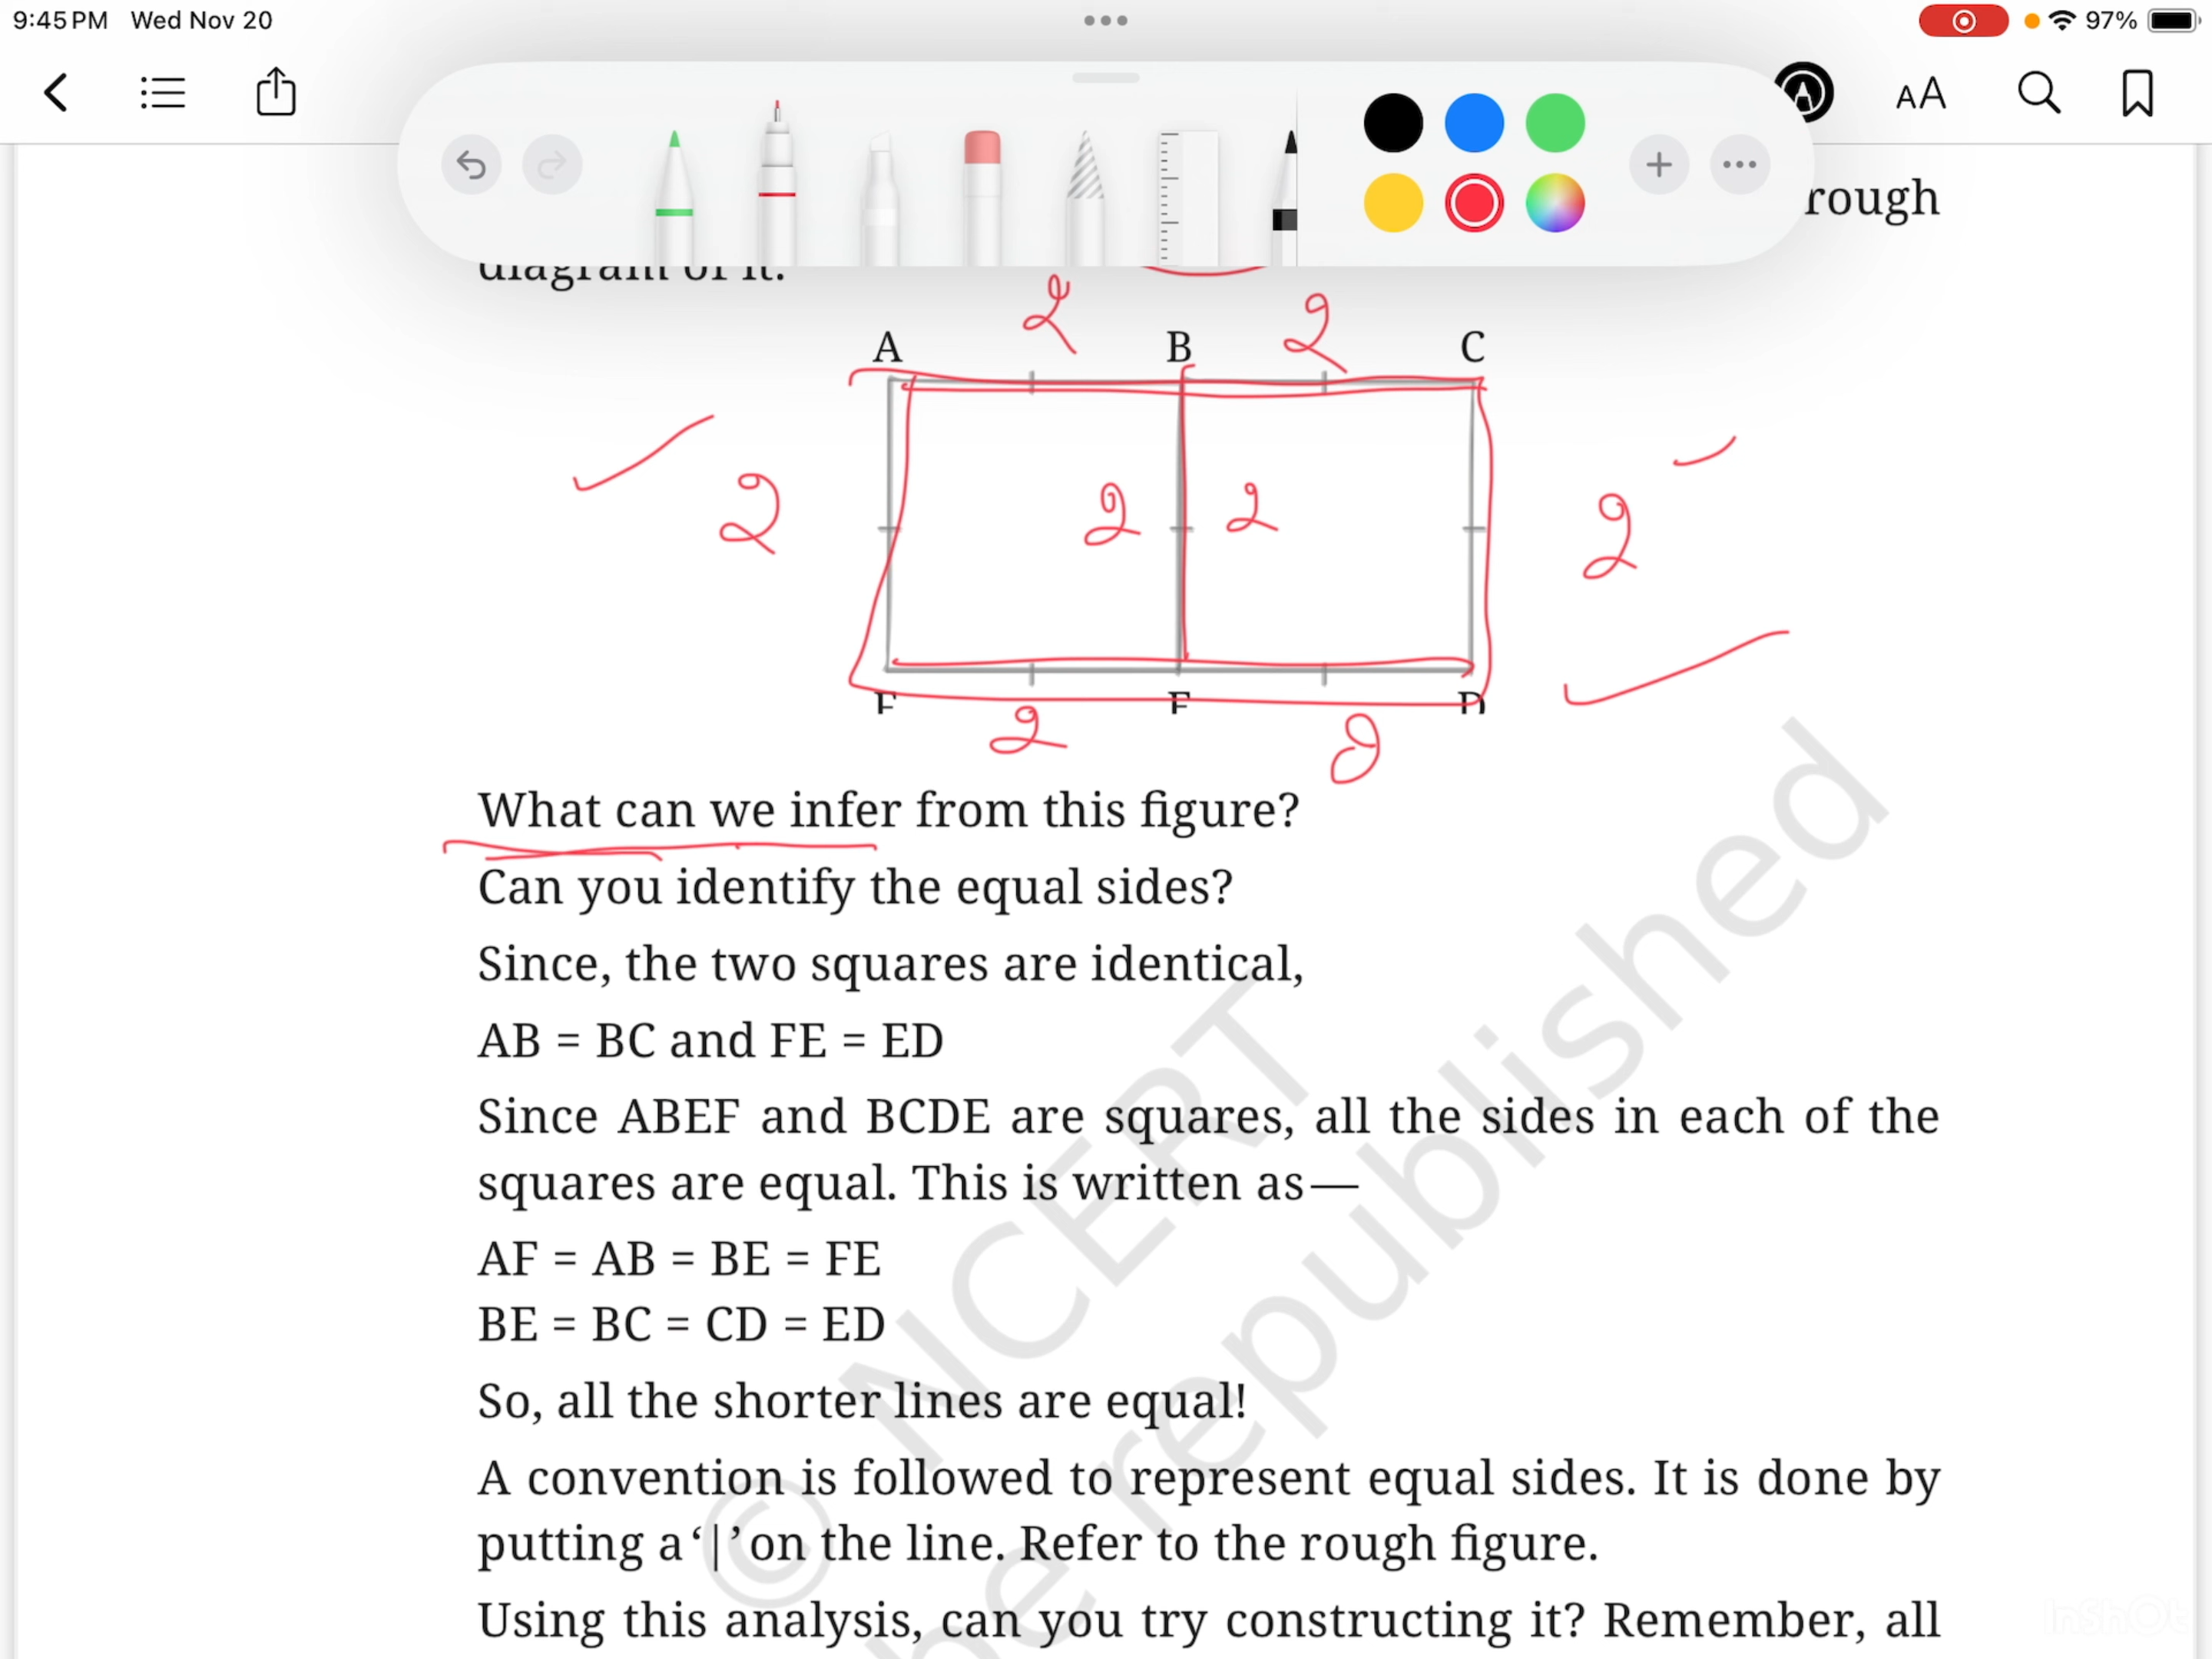 9:45 PM Wed Nov 20
97%
AA
rough
diagram of it.
2 2
A B C
2 2 2 2
F E D
2 2
What can we infer from this figure?
Can you identify the equal sides?
Since, the two squares are identical,
AB = BC and FE = ED
Since ABEF and BCDE are squares, all the sides in each of the
squares are equal. This is written as—
AF = AB = BE = FE
BE = BC = CD = ED
So, all the shorter lines are equal!
A convention is followed to represent equal sides. It is done by
putting a ‘|’ on the line. Refer to the rough figure.
Using this analysis, can you try constructing it? Remember, all
© NCERT
be republished
InShOt